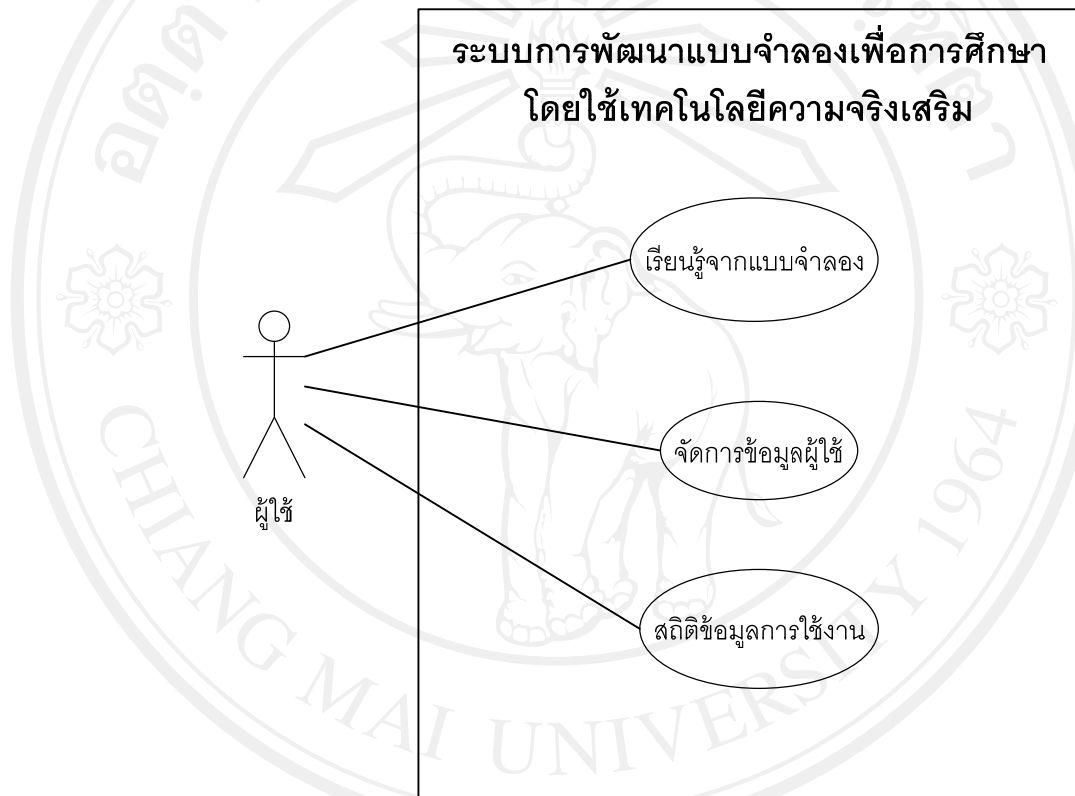 ระบบการพัฒนาแบบจำลองเพื่อการศึกษา
โดยใช้เทคโนโลยีความจริงเสริม
เรียนรู้จากแบบจำลอง
จัดการข้อมูลผู้ใช้
ผู้ใช้
สถิติข้อมูลการใช้งาน
CHIANG MAI UNIVERSITY 1964